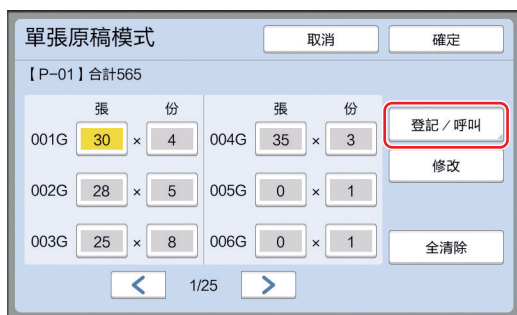 單張原稿模式 取消 確定
【P-01】合計565
張 份 張 份
001G 30 × 4 004G 35 × 3 登記／呼叫
修改
002G 28 × 5 005G 0 × 1
003G 25 × 8 006G 0 × 1 全清除
< 1/25 >